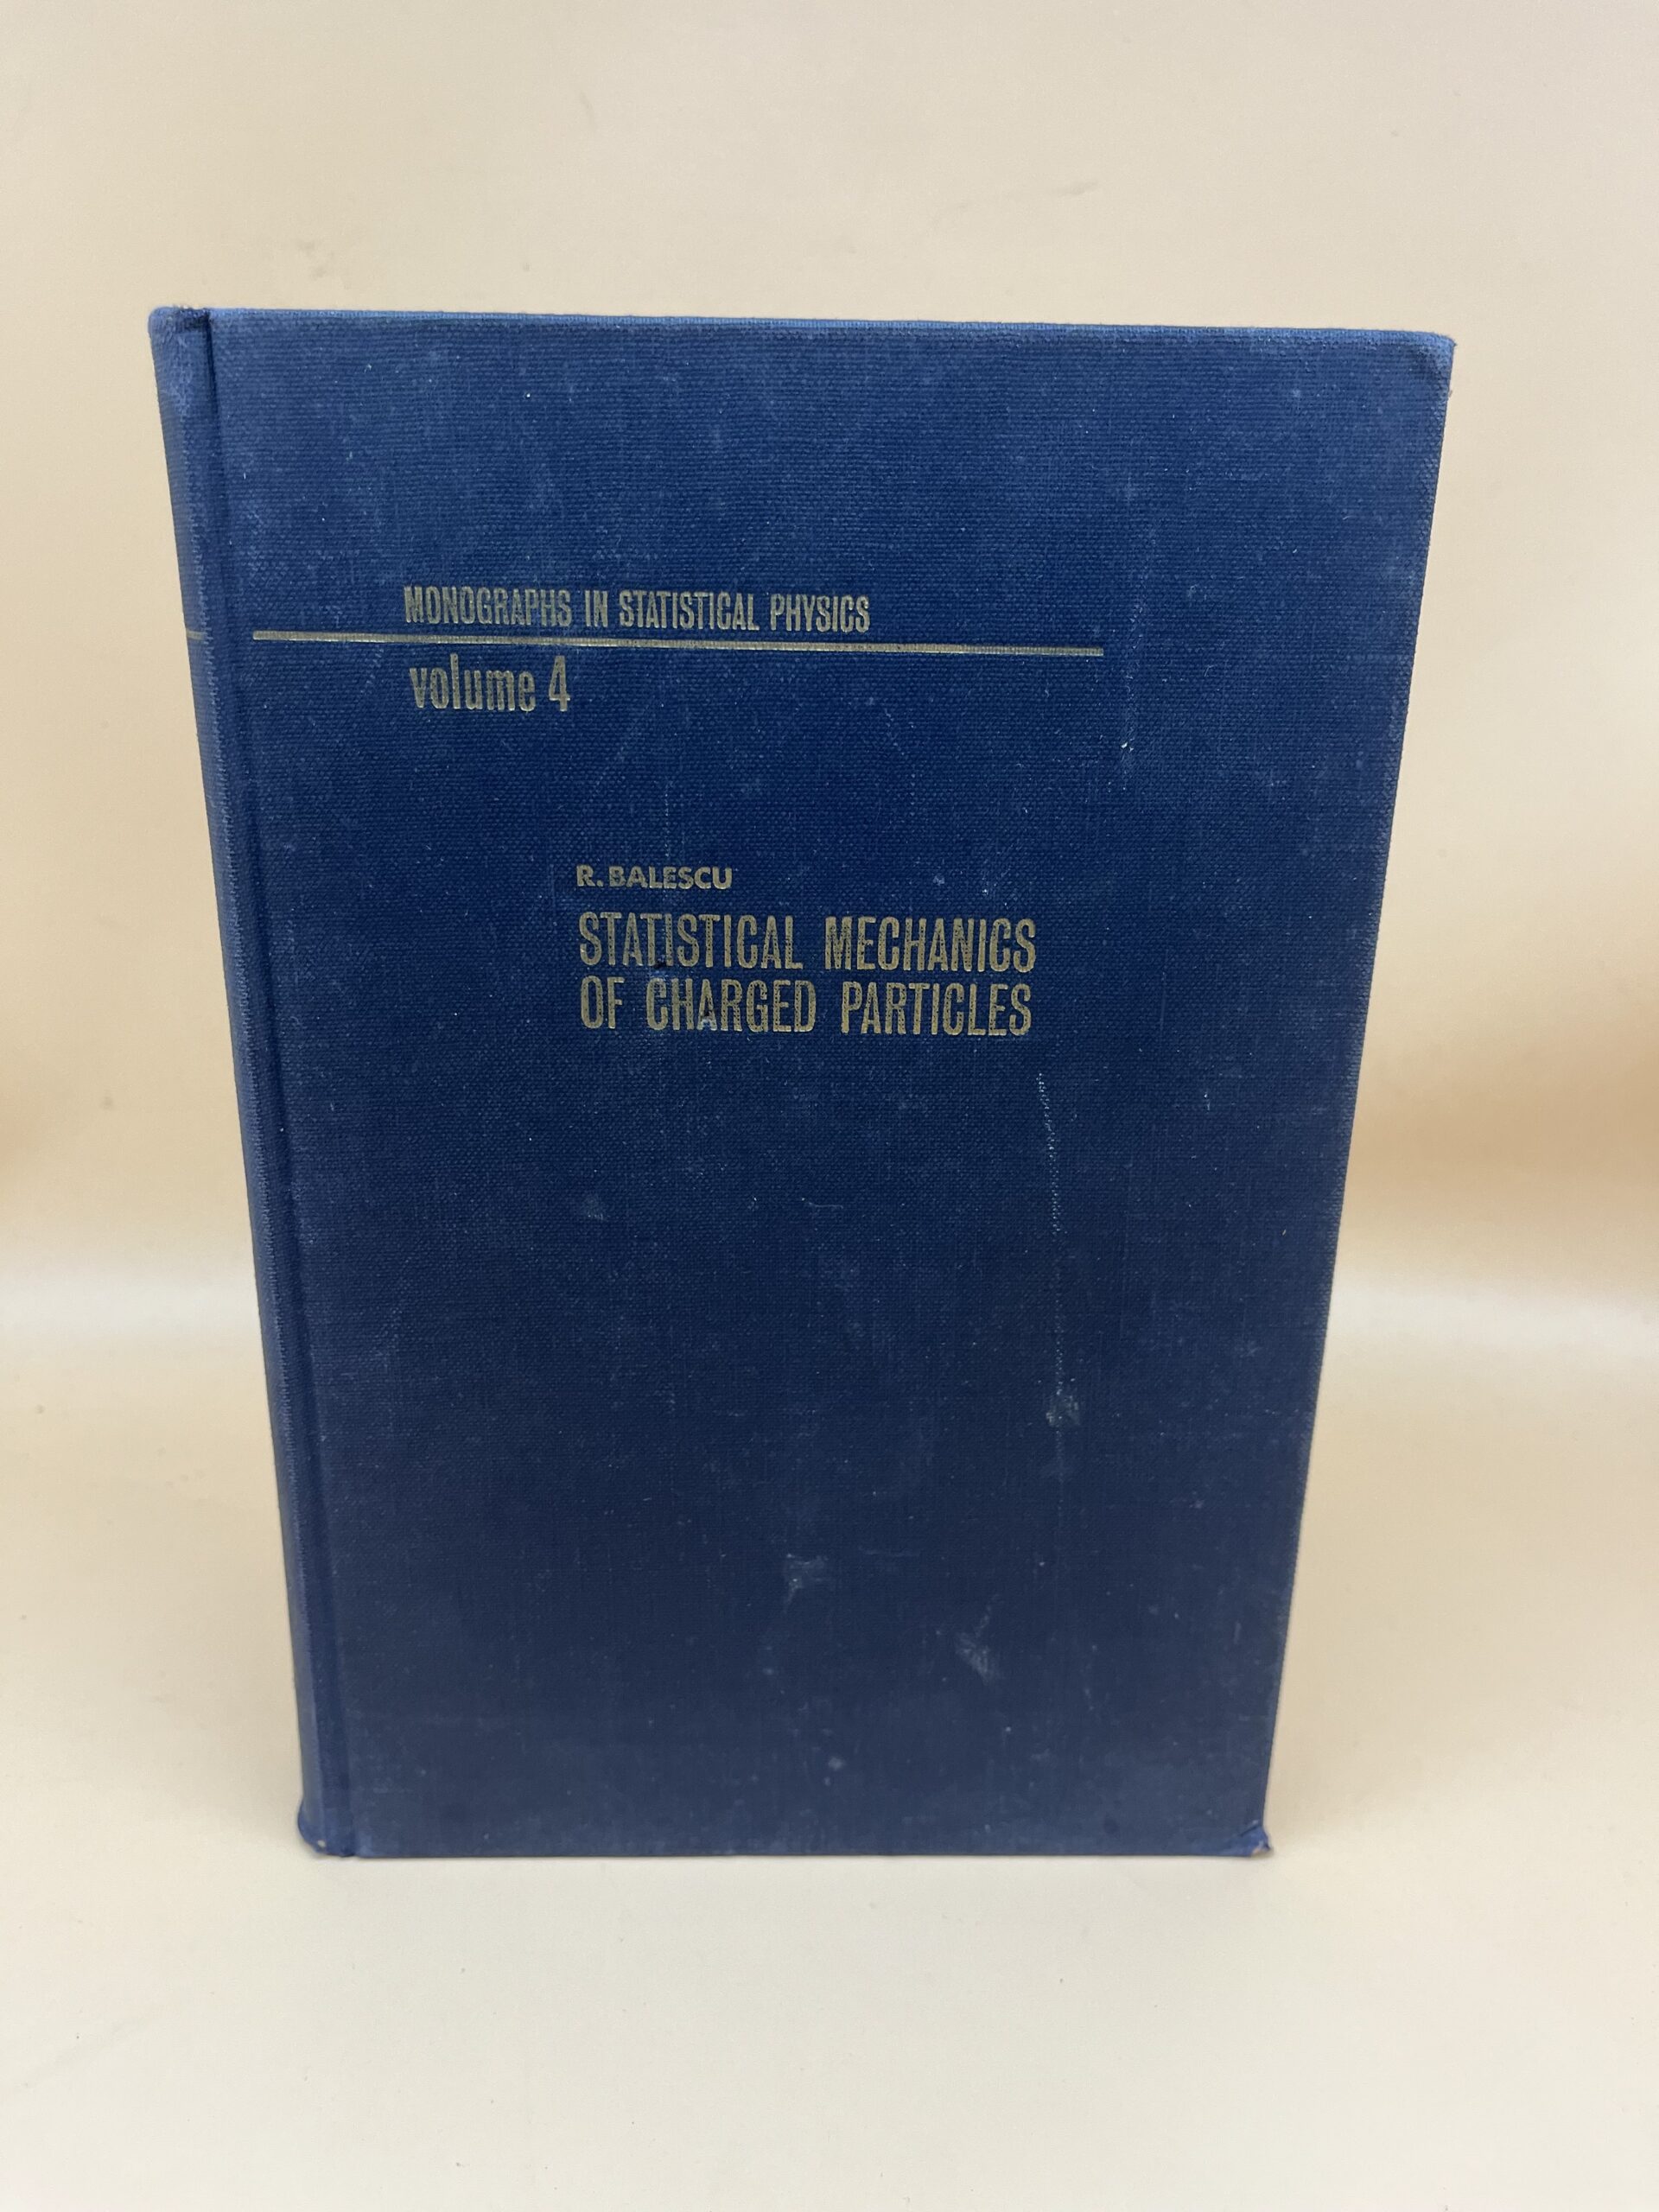 MONOGRAPHS IN STATISTICAL PHYSICS
volume 4
R. BALESCU
STATISTICAL MECHANICS
OF CHARGED PARTICLES